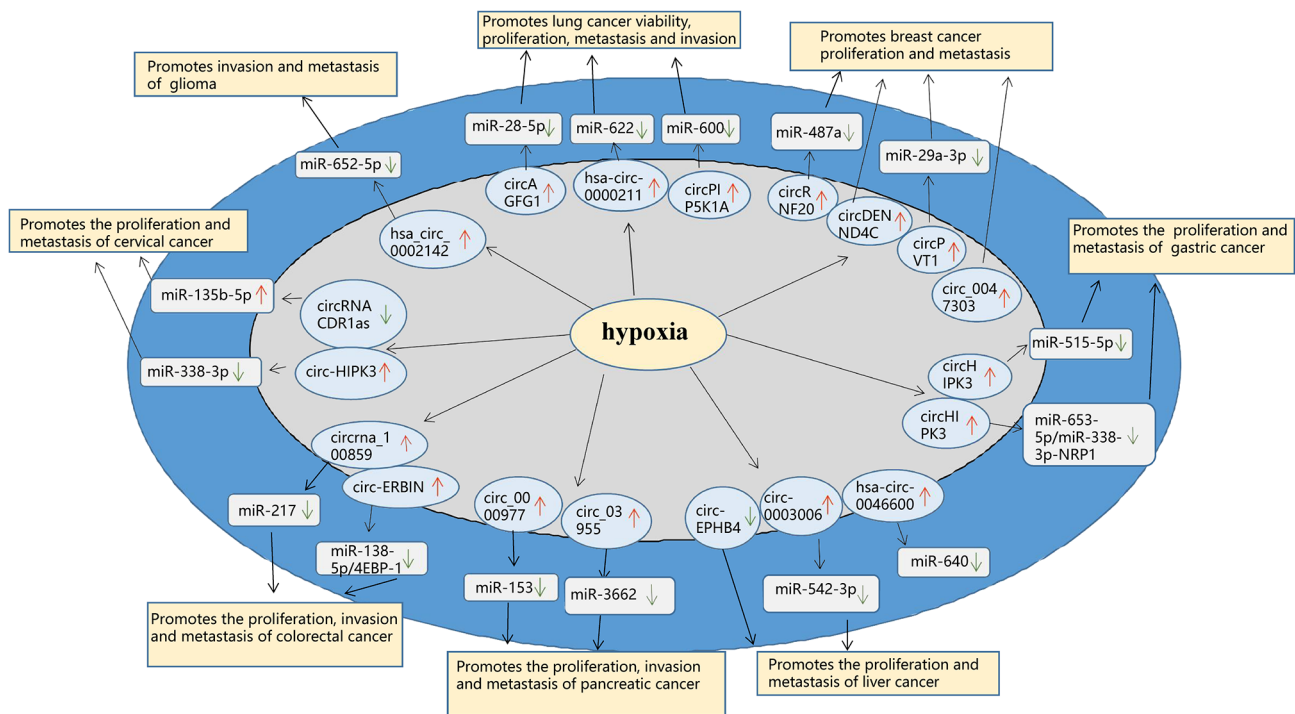 Promotes lung cancer viability,
proliferation, metastasis and invasion
Promotes breast cancer
proliferation and metastasis
Promotes invasion and metastasis
of glioma
miR-28-5p↓
miR-622↓
miR-600↓
miR-487a↓
miR-29a-3p↓
miR-652-5p↓
circA
GFG1↑
hsa-circ-
0000211↑
circPI
P5K1A↑
circR
NF20↑
circDEN
ND4C↑
circP
VT1↑
circ_004
7303↑
hsa_circ_
0002142↑
Promotes the proliferation and
metastasis of cervical cancer
Promotes the proliferation and
metastasis of gastric cancer
miR-135b-5p↑
circRNA
CDR1as↓
hypoxia
miR-338-3p↓
circ-HIPK3↑
circH
IPK3↑
miR-515-5p↓
circHI
PK3↑
miR-653-
5p/miR-338-↓
3p-NRP1
circrna_1
00859↑
circ-ERBIN↑
miR-217↓
miR-138-
5p/4EBP-1↓
circ_00
00977↑
circ_03
955↑
circ-
EPHB4↓
circ-
0003006↑
hsa-circ-
0046600↑
miR-640↓
miR-153↓
miR-3662↓
miR-542-3p↓
Promotes the proliferation, invasion
and metastasis of colorectal cancer
Promotes the proliferation, invasion
and metastasis of pancreatic cancer
Promotes the proliferation and
metastasis of liver cancer